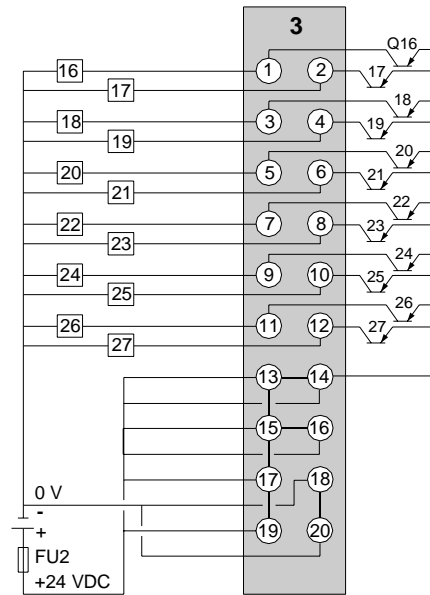 3
Q16
16 1 2 17
17
18 3 4 18
19 19
20 5 6 20
21 21
22 7 8 22
23 23
24 9 10 24
25 25
26 11 12 26
27 27
13 14
15 16
17 18
0 V
-
+ 19 20
FU2
+24 VDC